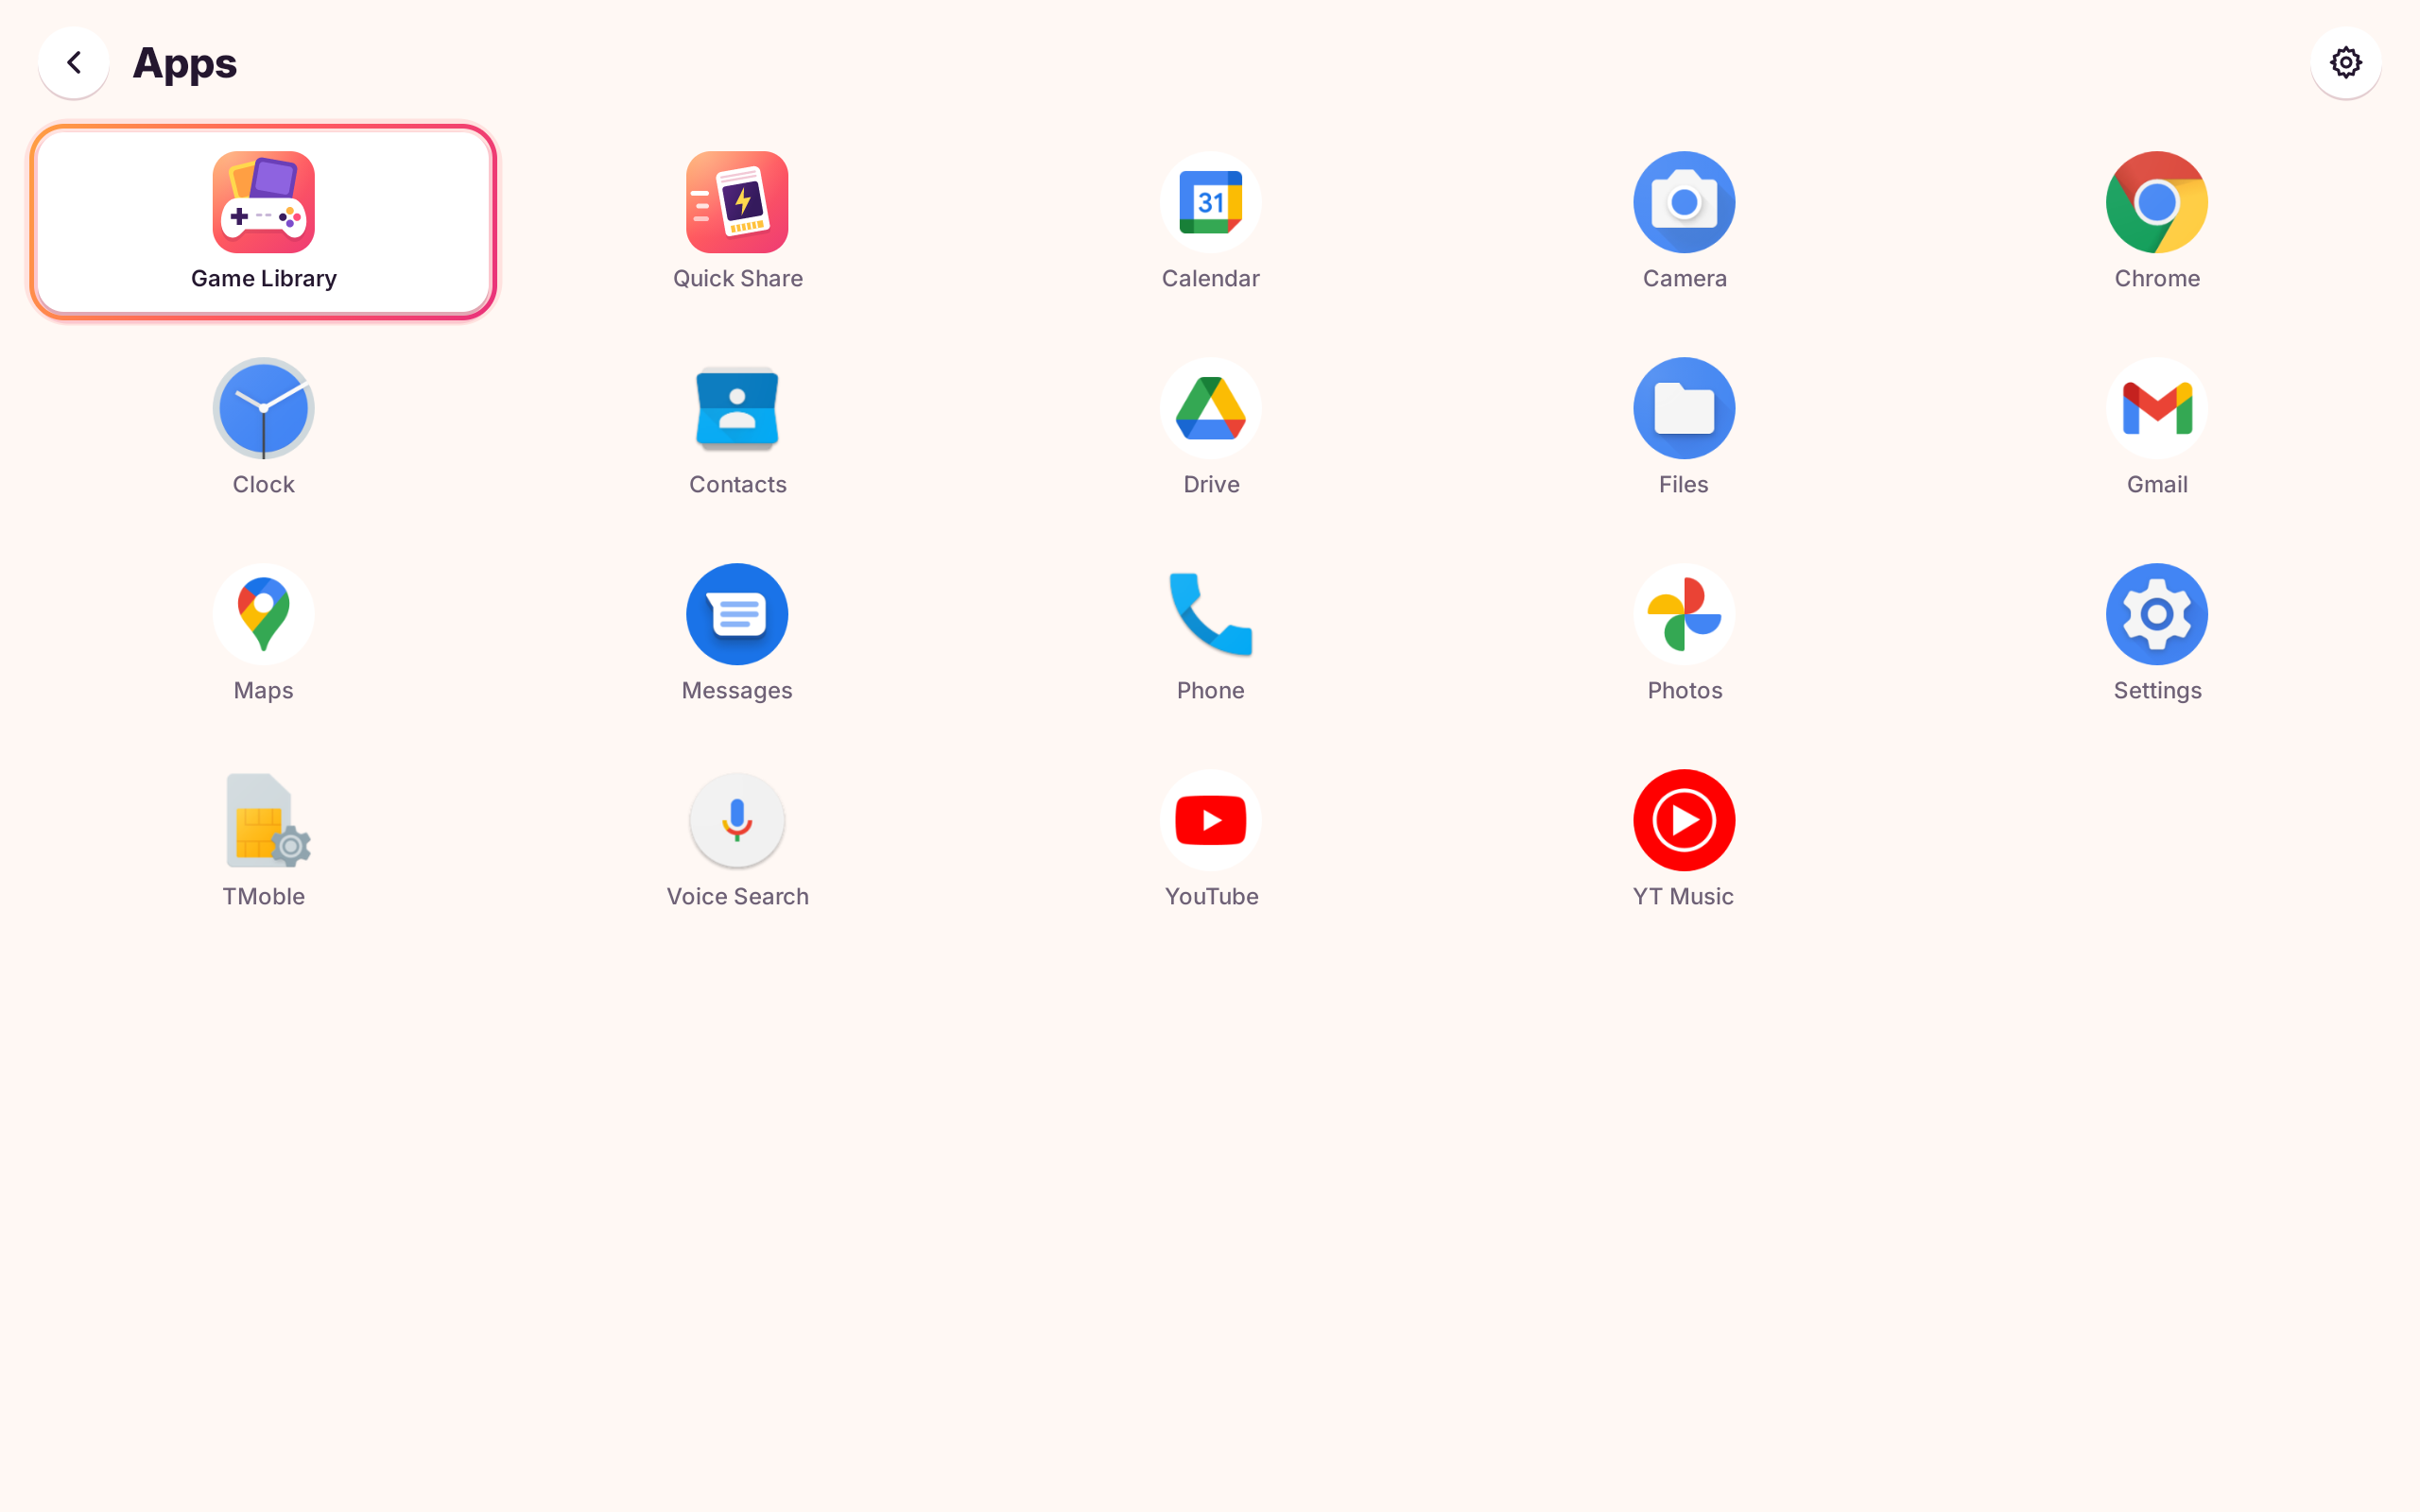 Apps
Game Library
Quick Share
31
Calendar
Camera
Chrome
Clock
Contacts
Drive
Files
Gmail
Maps
Messages
Phone
Photos
Settings
TMoble
Voice Search
YouTube
YT Music